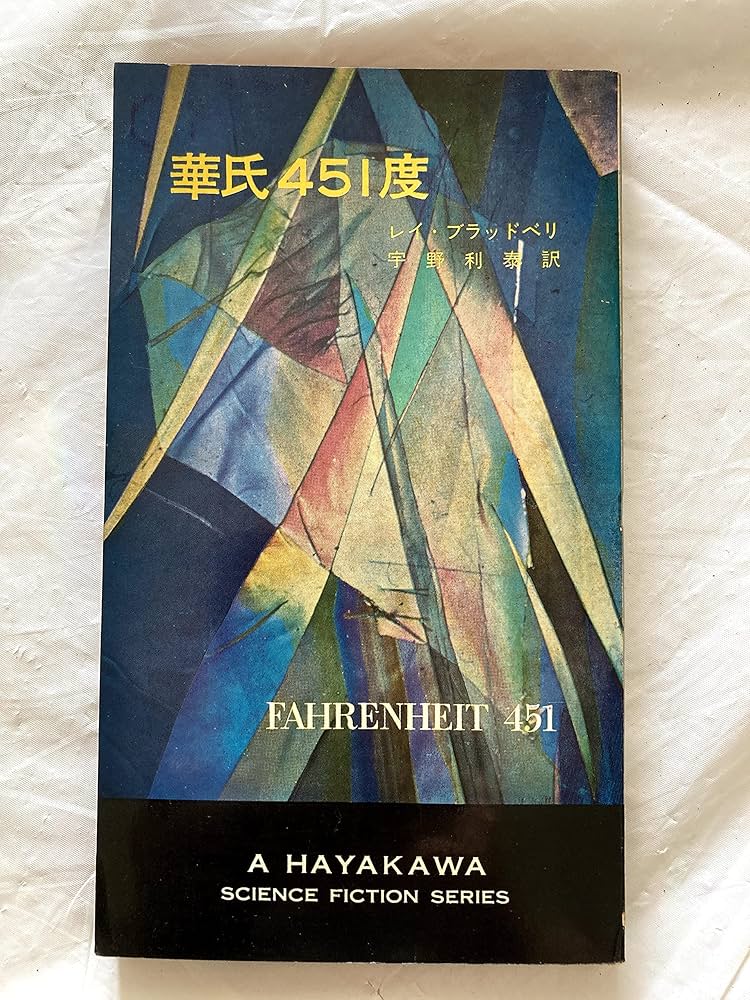 華氏451度
レイ・ブラッドベリ
宇野利泰訳
FAHRENHEIT 451
A HAYAKAWA
SCIENCE FICTION SERIES